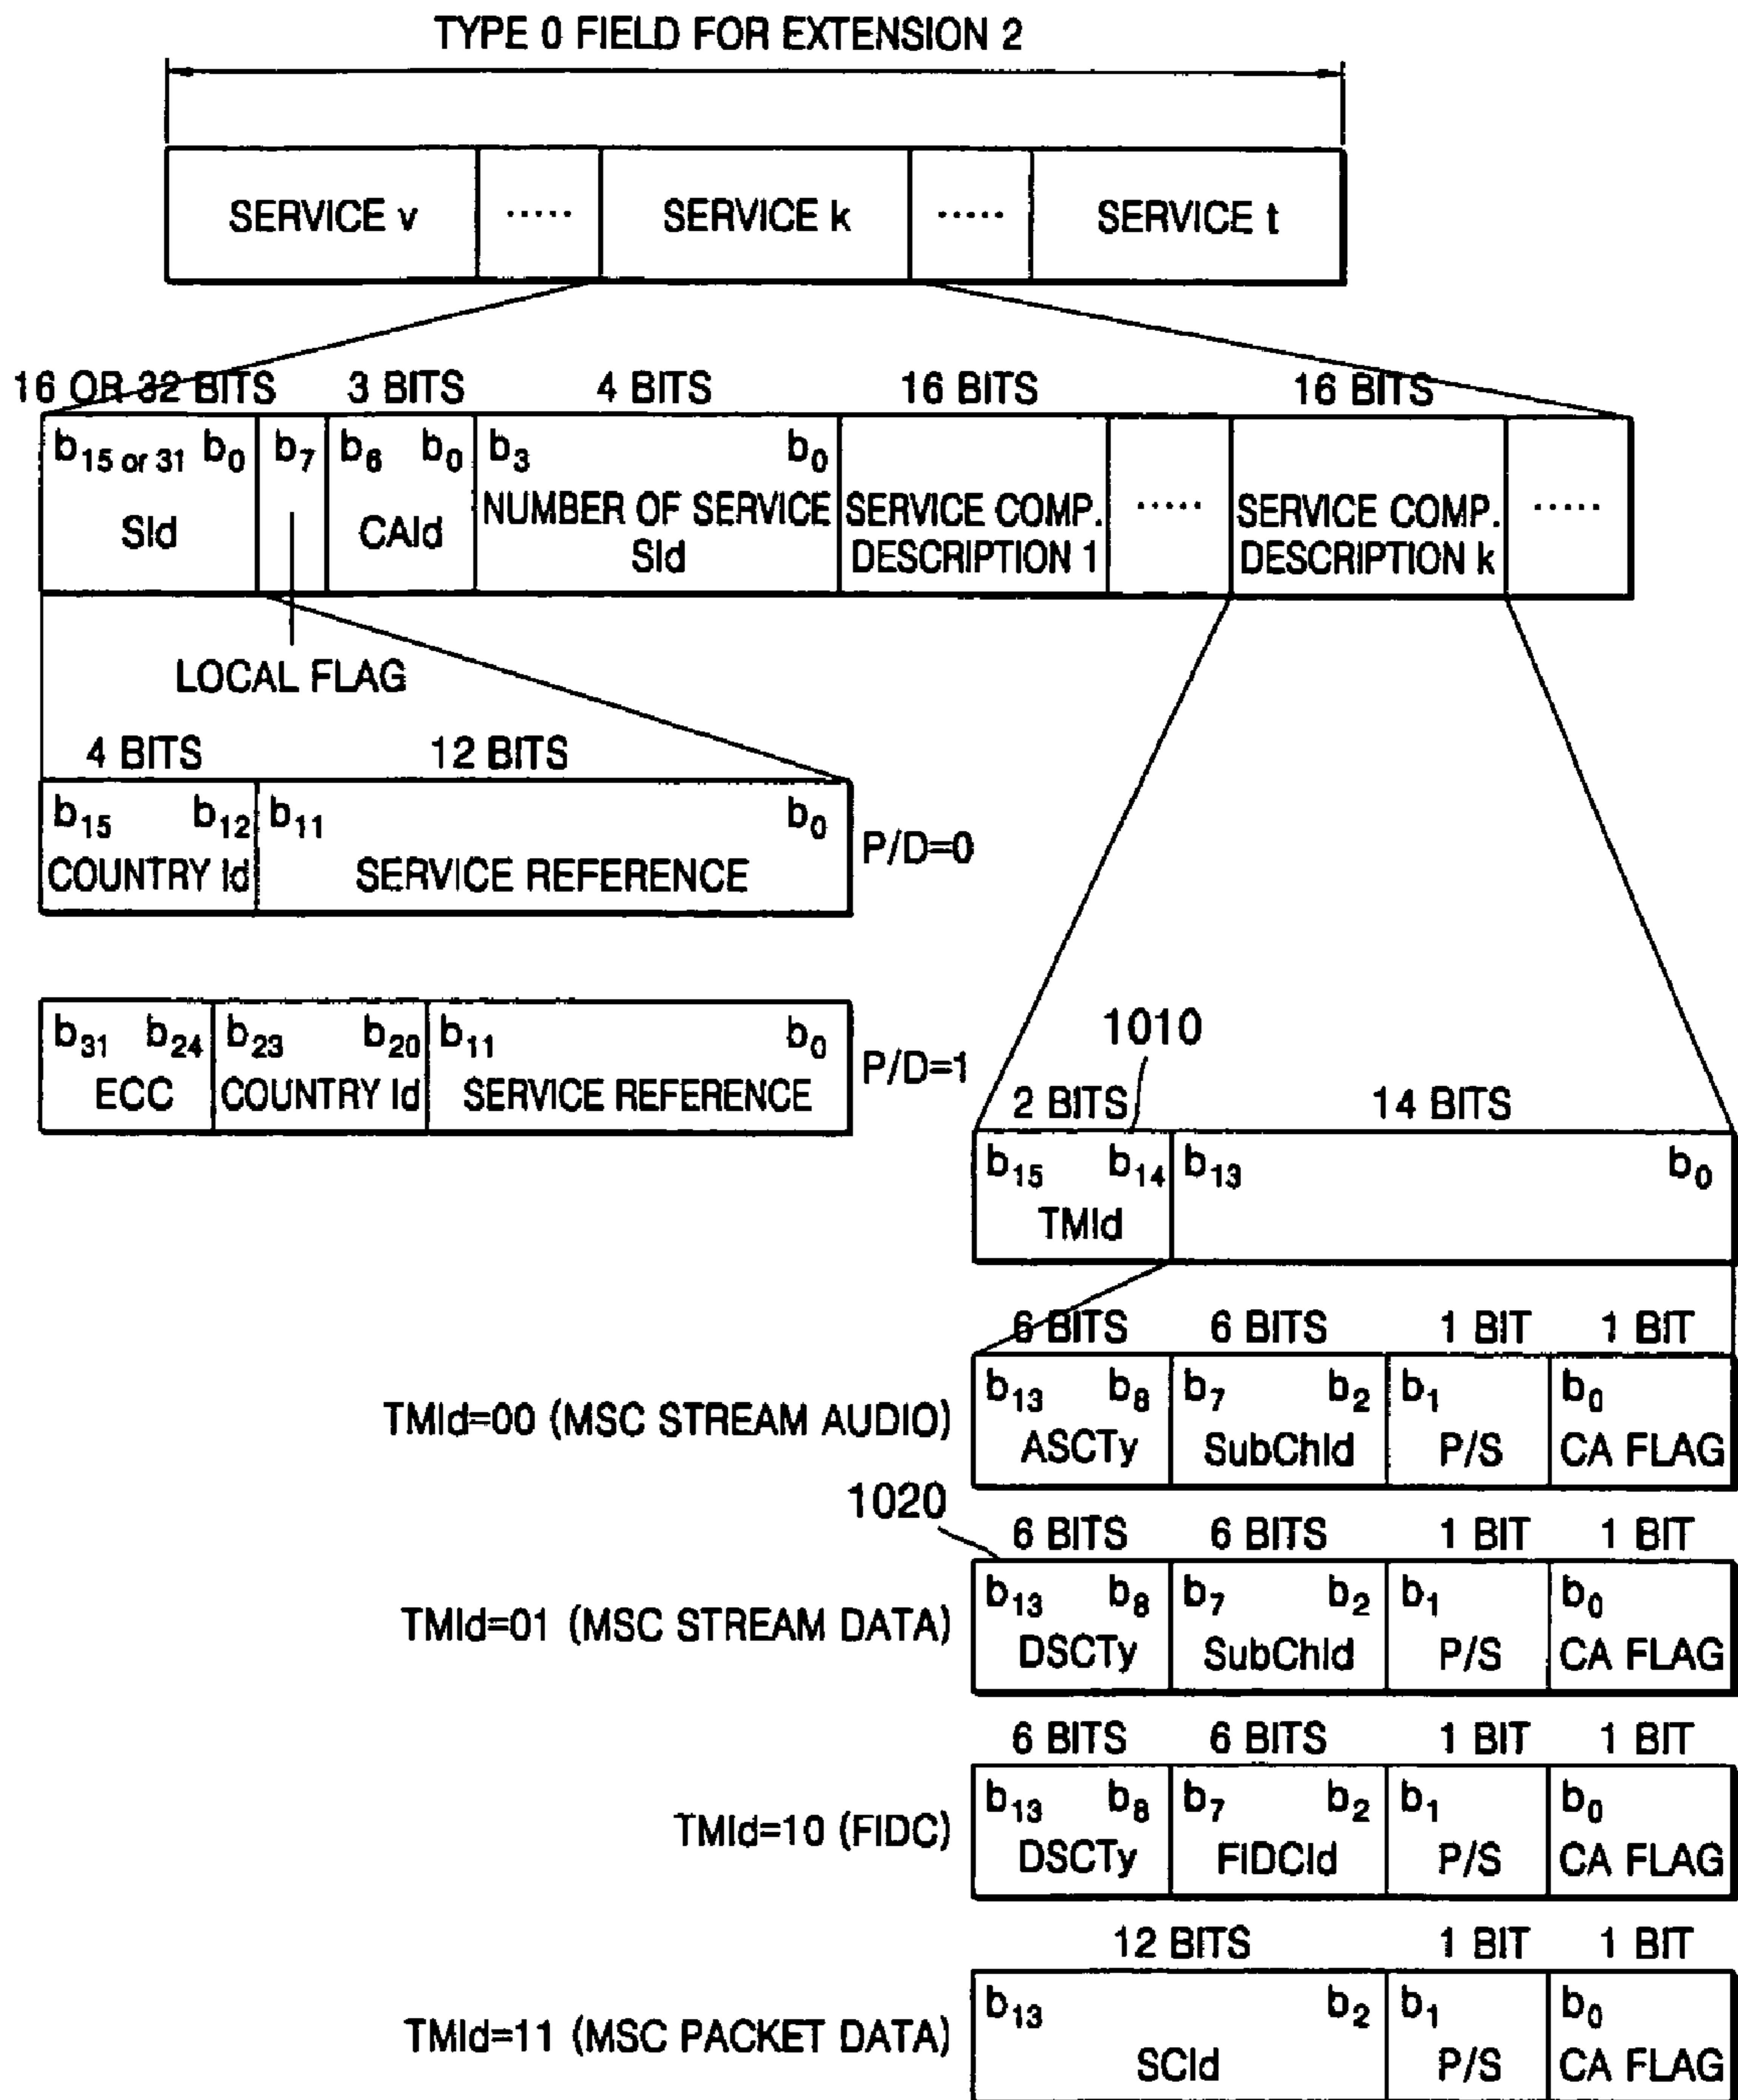 TYPE 0 FIELD FOR EXTENSION 2
SERVICE v ..... SERVICE k ..... SERVICE t
16 OR 32 BITS 3 BITS 4 BITS 16 BITS 16 BITS
b15 or 31 b0 b7 b6 b0 b3 b0
SId CAId NUMBER OF SERVICE SId SERVICE COMP. DESCRIPTION 1 ..... SERVICE COMP. DESCRIPTION k .....
LOCAL FLAG
4 BITS 12 BITS
b15 b12 b11 b0
COUNTRY Id SERVICE REFERENCE P/D=0
b31 b24 b23 b20 b11 b0
ECC COUNTRY Id SERVICE REFERENCE P/D=1
1010
2 BITS 14 BITS
b15 b14 b13 b0
TMId
6 BITS 6 BITS 1 BIT 1 BIT
b13 b8 b7 b2 b1 b0
TMId=00 (MSC STREAM AUDIO) ASCTy SubChId P/S CA FLAG
1020
6 BITS 6 BITS 1 BIT 1 BIT
b13 b8 b7 b2 b1 b0
TMId=01 (MSC STREAM DATA) DSCTy SubChId P/S CA FLAG
6 BITS 6 BITS 1 BIT 1 BIT
b13 b8 b7 b2 b1 b0
TMId=10 (FIDC) DSCTy FIDCId P/S CA FLAG
12 BITS 1 BIT 1 BIT
b13 b2 b1 b0
TMId=11 (MSC PACKET DATA) SCId P/S CA FLAG